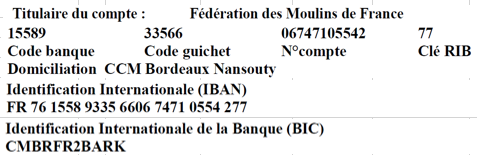 Titulaire du compte : Fédération des Moulins de France
15589 33566 06747105542 77
Code banque Code guichet N°compte Clé RIB
Domiciliation CCM Bordeaux Nansouty
Identification Internationale (IBAN)
FR 76 1558 9335 6606 7471 0554 277
Identification Internationale de la Banque (BIC)
CMBRFR2BARK